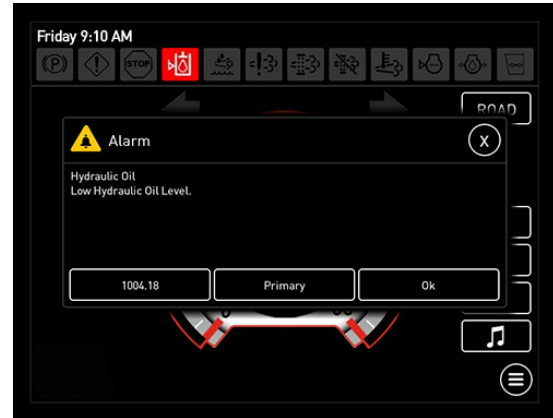 Friday 9:10 AM
(P)
STOP
ROAD
Alarm
X
Hydraulic Oil
Low Hydraulic Oil Level.
1004.18
Primary
Ok